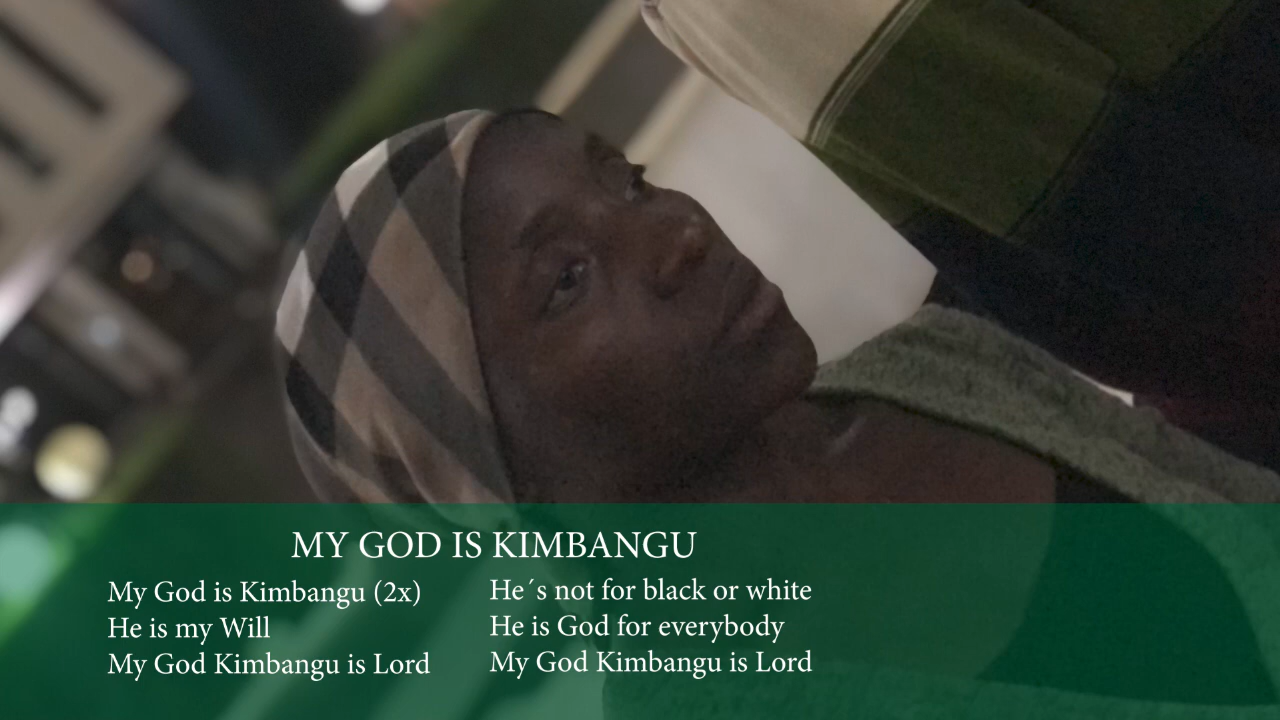 MY GOD IS KIMBANGU
My God is Kimbangu (2x)
He is my Will
My God Kimbangu is Lord
He´s not for black or white
He is God for everybody
My God Kimbangu is Lord